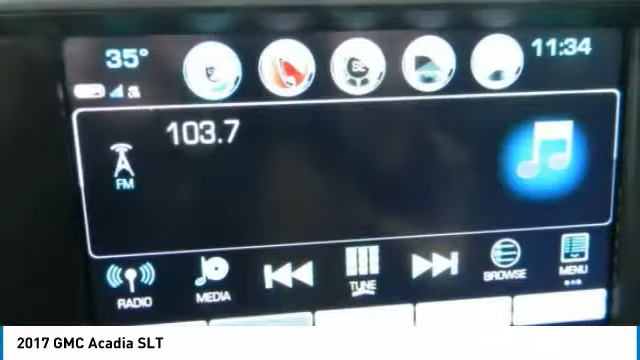 35° 11:34
103.7
FM
RADIO MEDIA TUNE BROWSE MENU
2017 GMC Acadia SLT